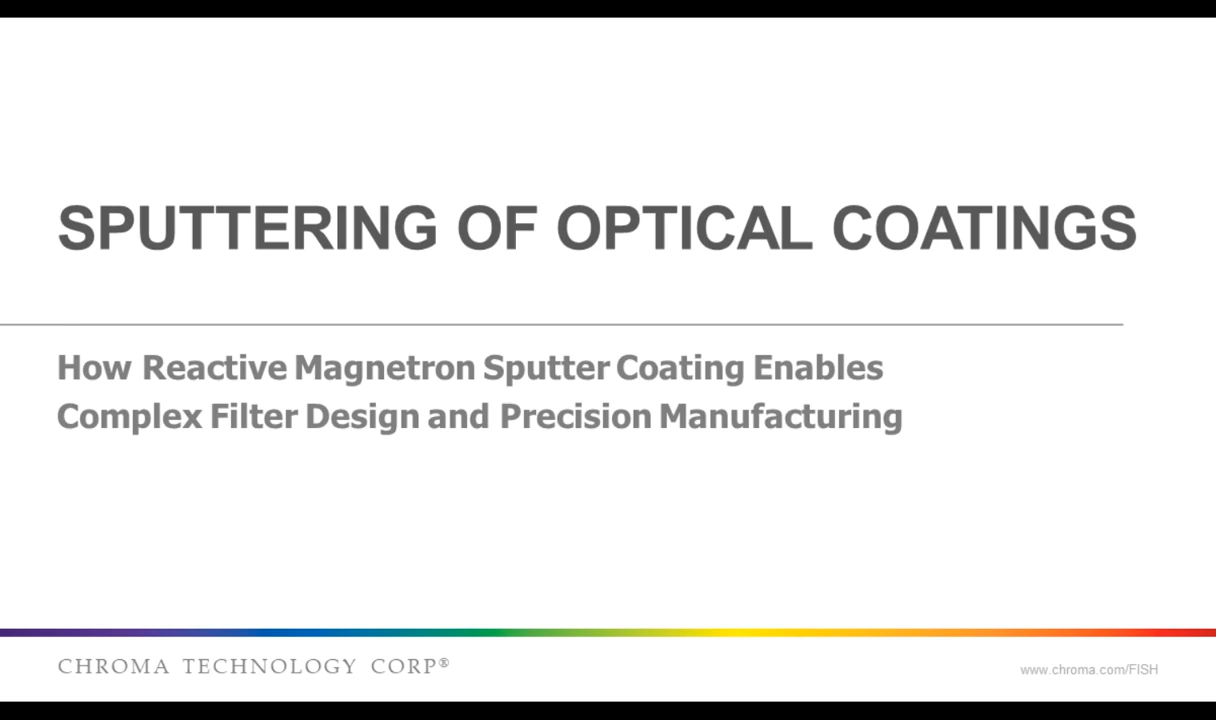 SPUTTERING OF OPTICAL COATINGS
How Reactive Magnetron Sputter Coating Enables
Complex Filter Design and Precision Manufacturing
CHROMA TECHNOLOGY CORP®
www.chroma.com/FISH